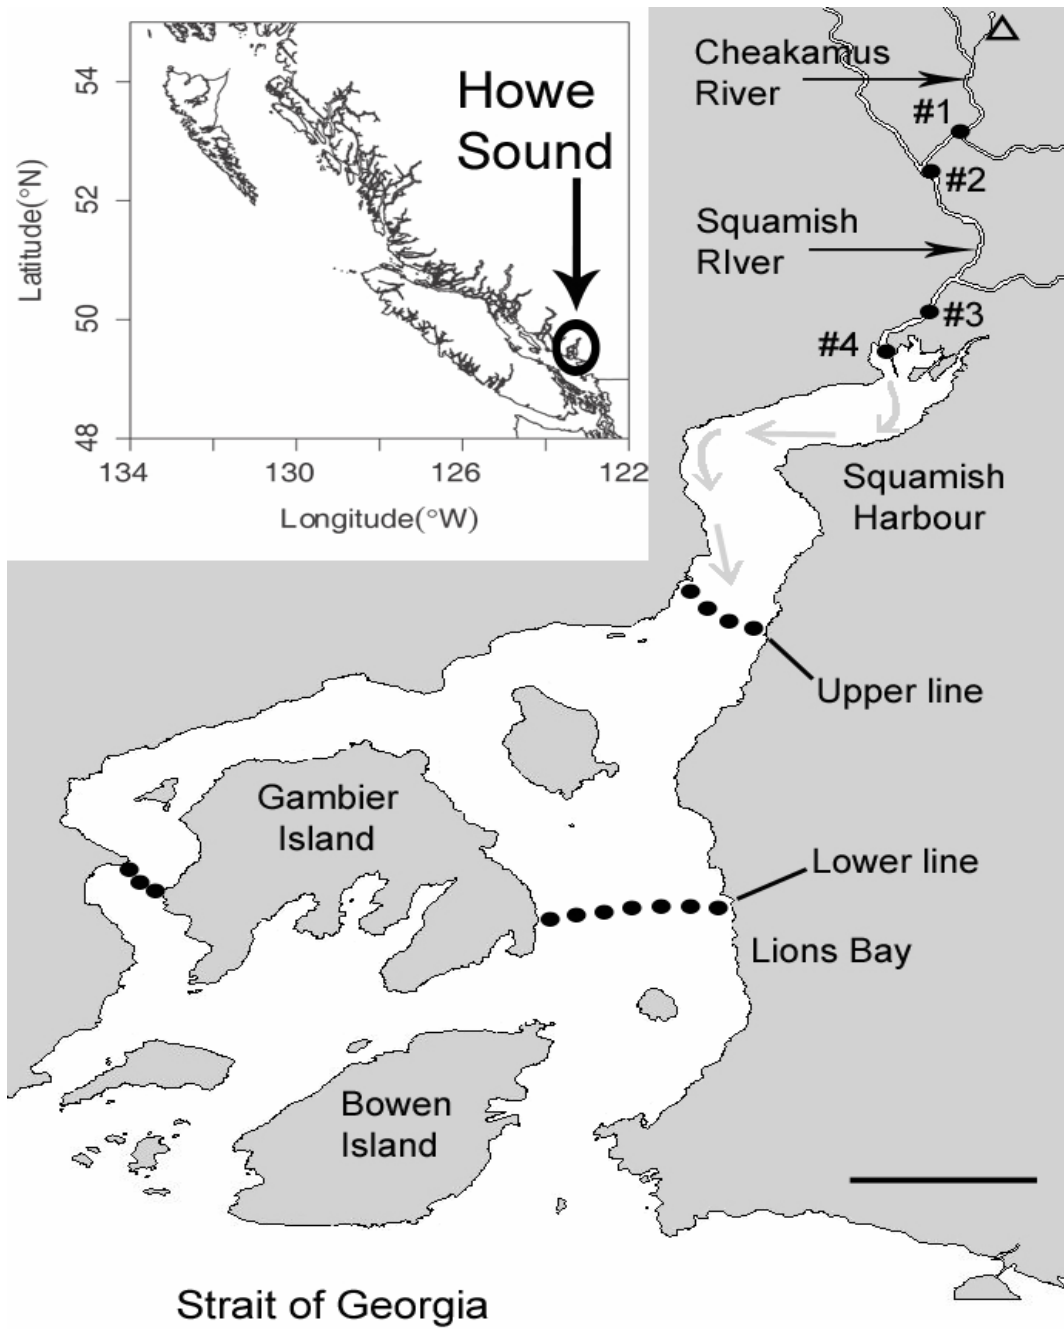 54
52
50
48
Latitude(°N)
134
130
126
122
Longitude(°W)
Howe
Sound
Cheakamus
River
#1
#2
Squamish
RIver
#3
#4
Squamish
Harbour
Upper line
Gambier
Island
Lower line
Lions Bay
Bowen
Island
Strait of Georgia